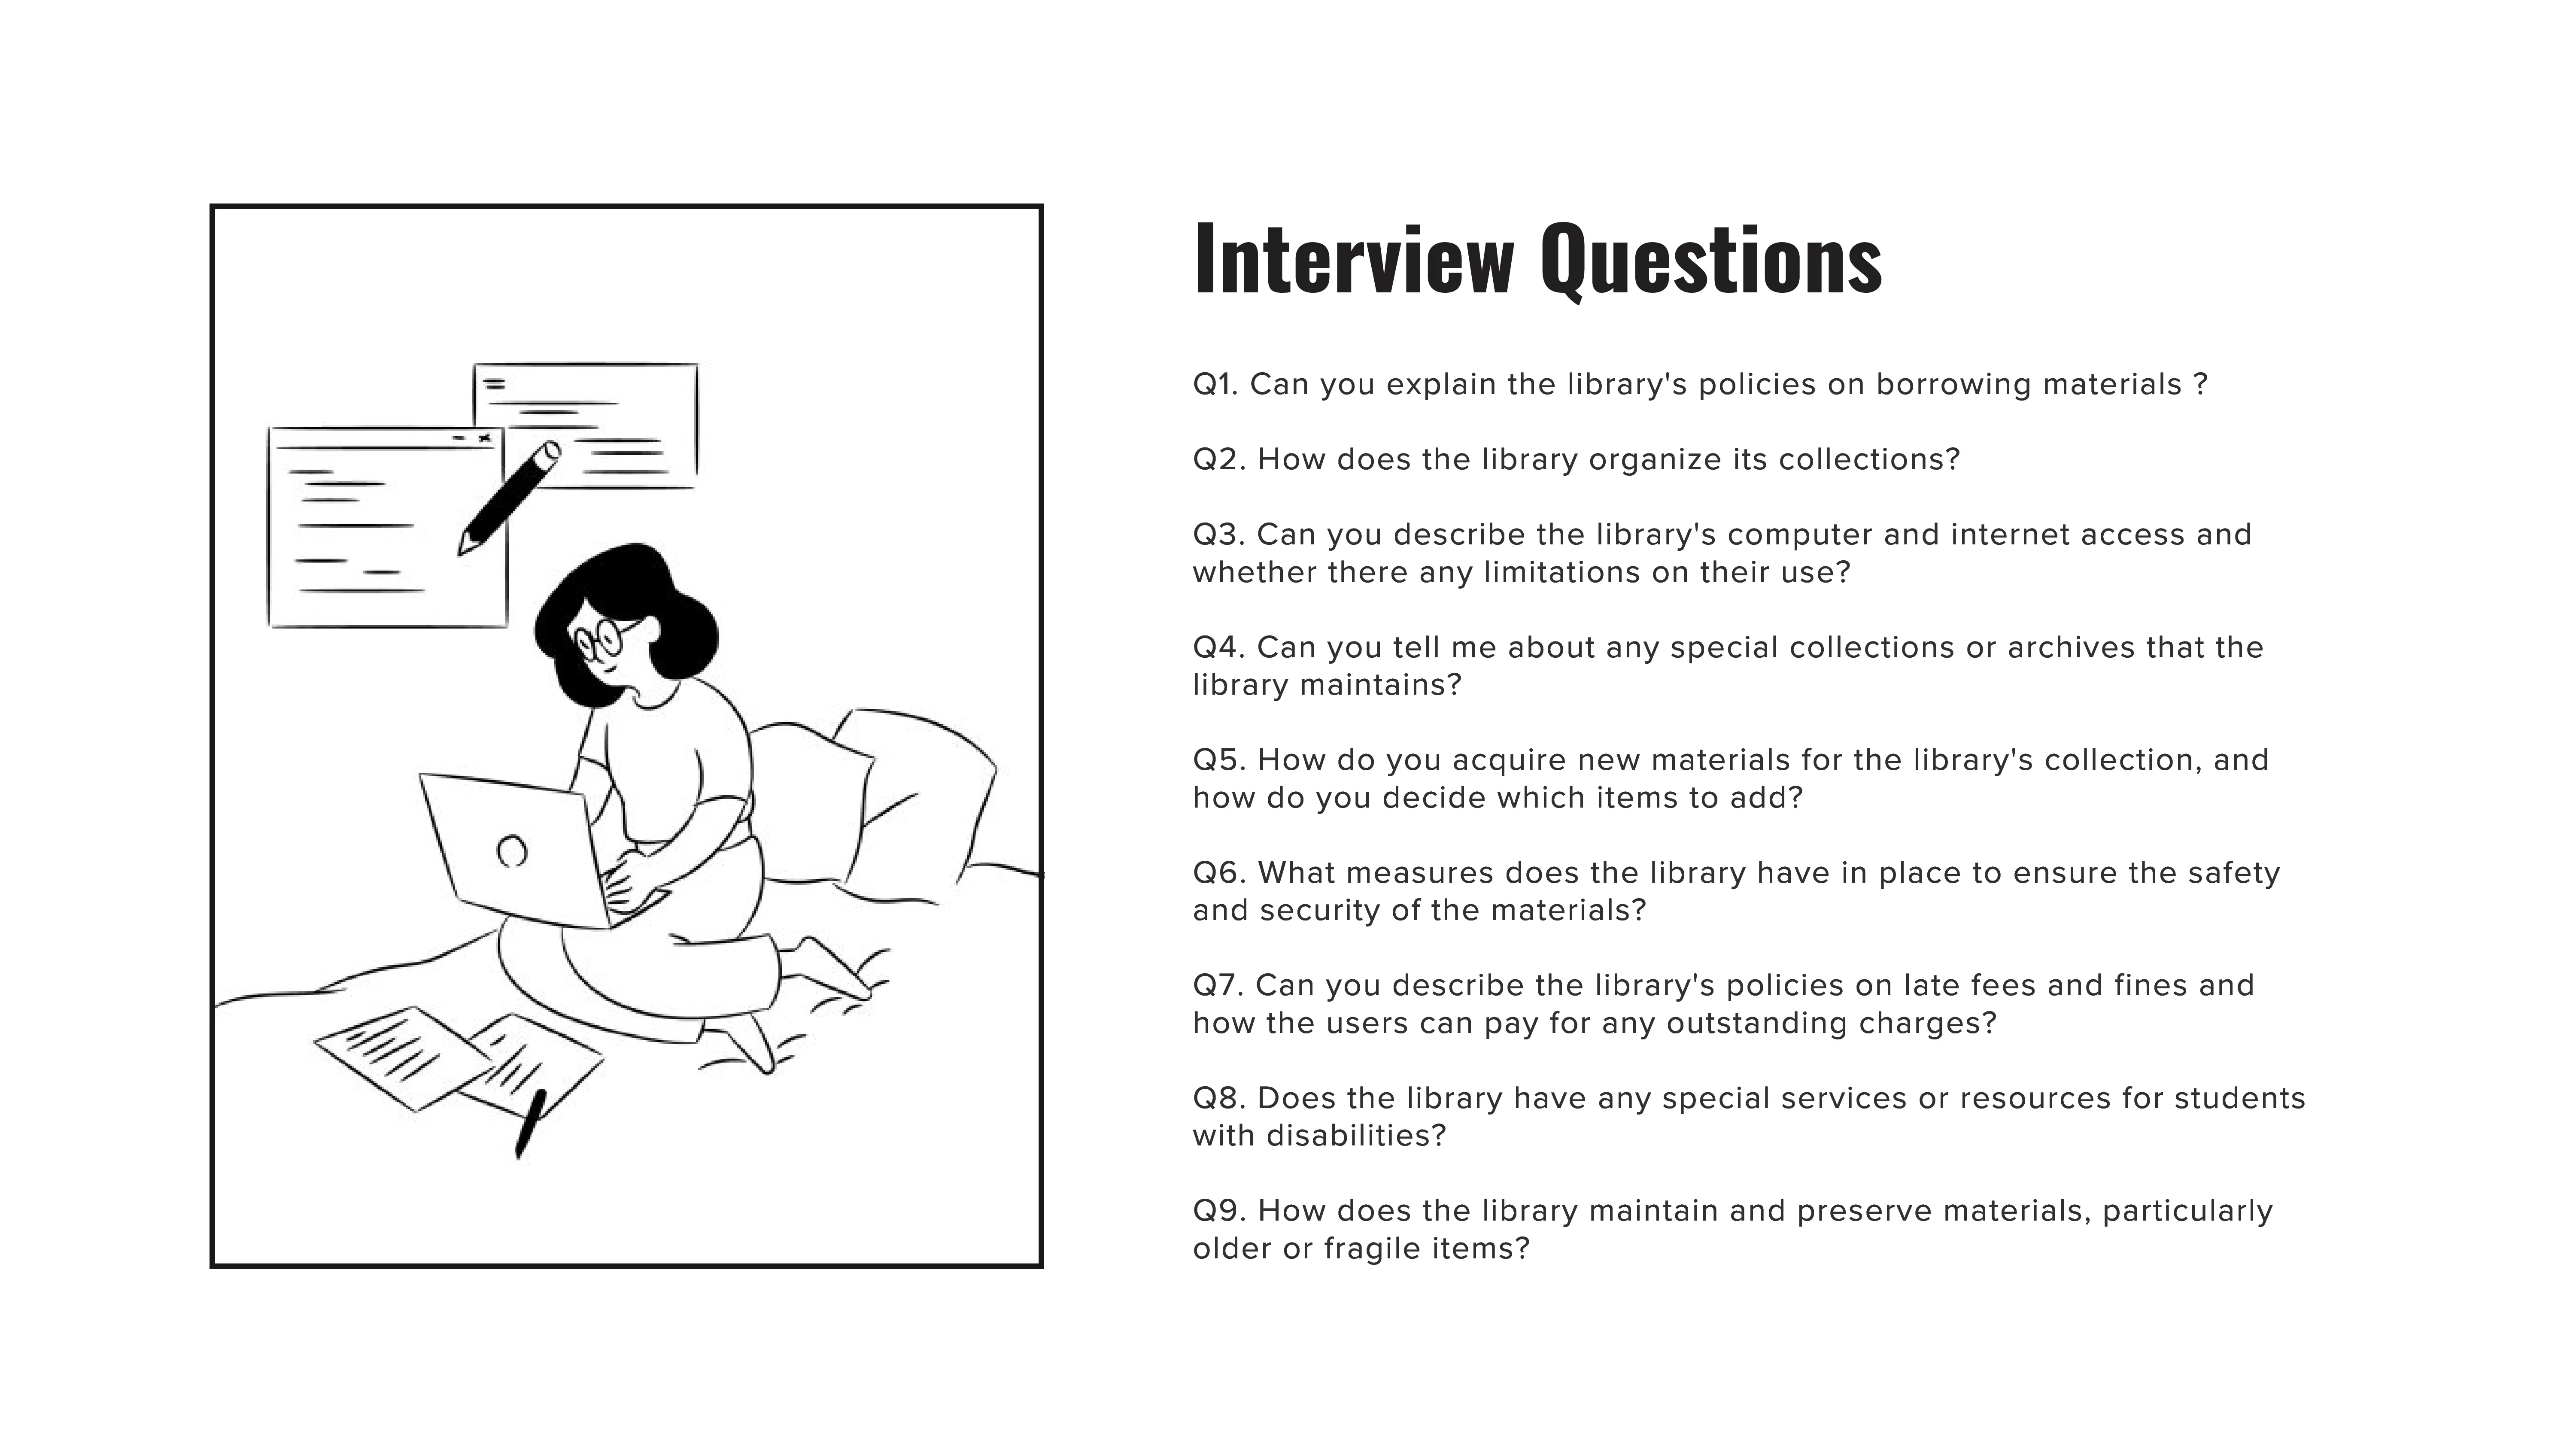 Interview Questions
Q1. Can you explain the library's policies on borrowing materials ?
Q2. How does the library organize its collections?
Q3. Can you describe the library's computer and internet access and
whether there any limitations on their use?
Q4. Can you tell me about any special collections or archives that the
library maintains?
Q5. How do you acquire new materials for the library's collection, and
how do you decide which items to add?
Q6. What measures does the library have in place to ensure the safety
and security of the materials?
Q7. Can you describe the library's policies on late fees and fines and
how the users can pay for any outstanding charges?
Q8. Does the library have any special services or resources for students
with disabilities?
Q9. How does the library maintain and preserve materials, particularly
older or fragile items?